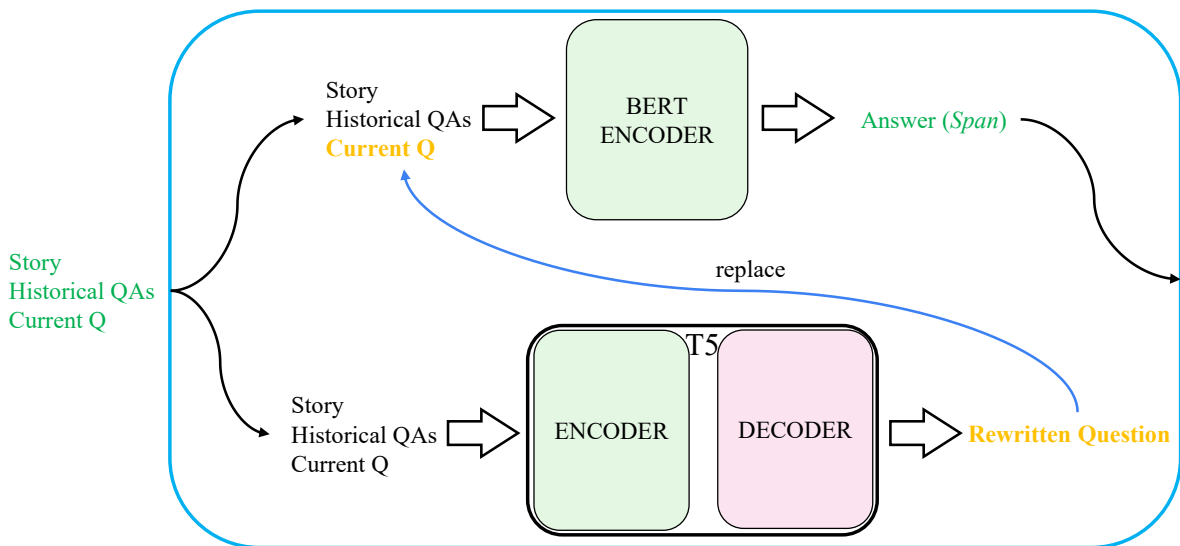 Story
Historical QAs
Current Q
Story
Historical QAs
Current Q
BERT
ENCODER
Answer (Span)
replace
Story
Historical QAs
Current Q
T5
ENCODER
DECODER
Rewritten Question